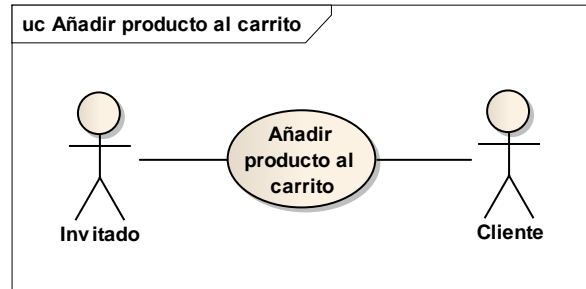 uc Añadir producto al carrito
Añadir
producto al
carrito
Invitado
Cliente